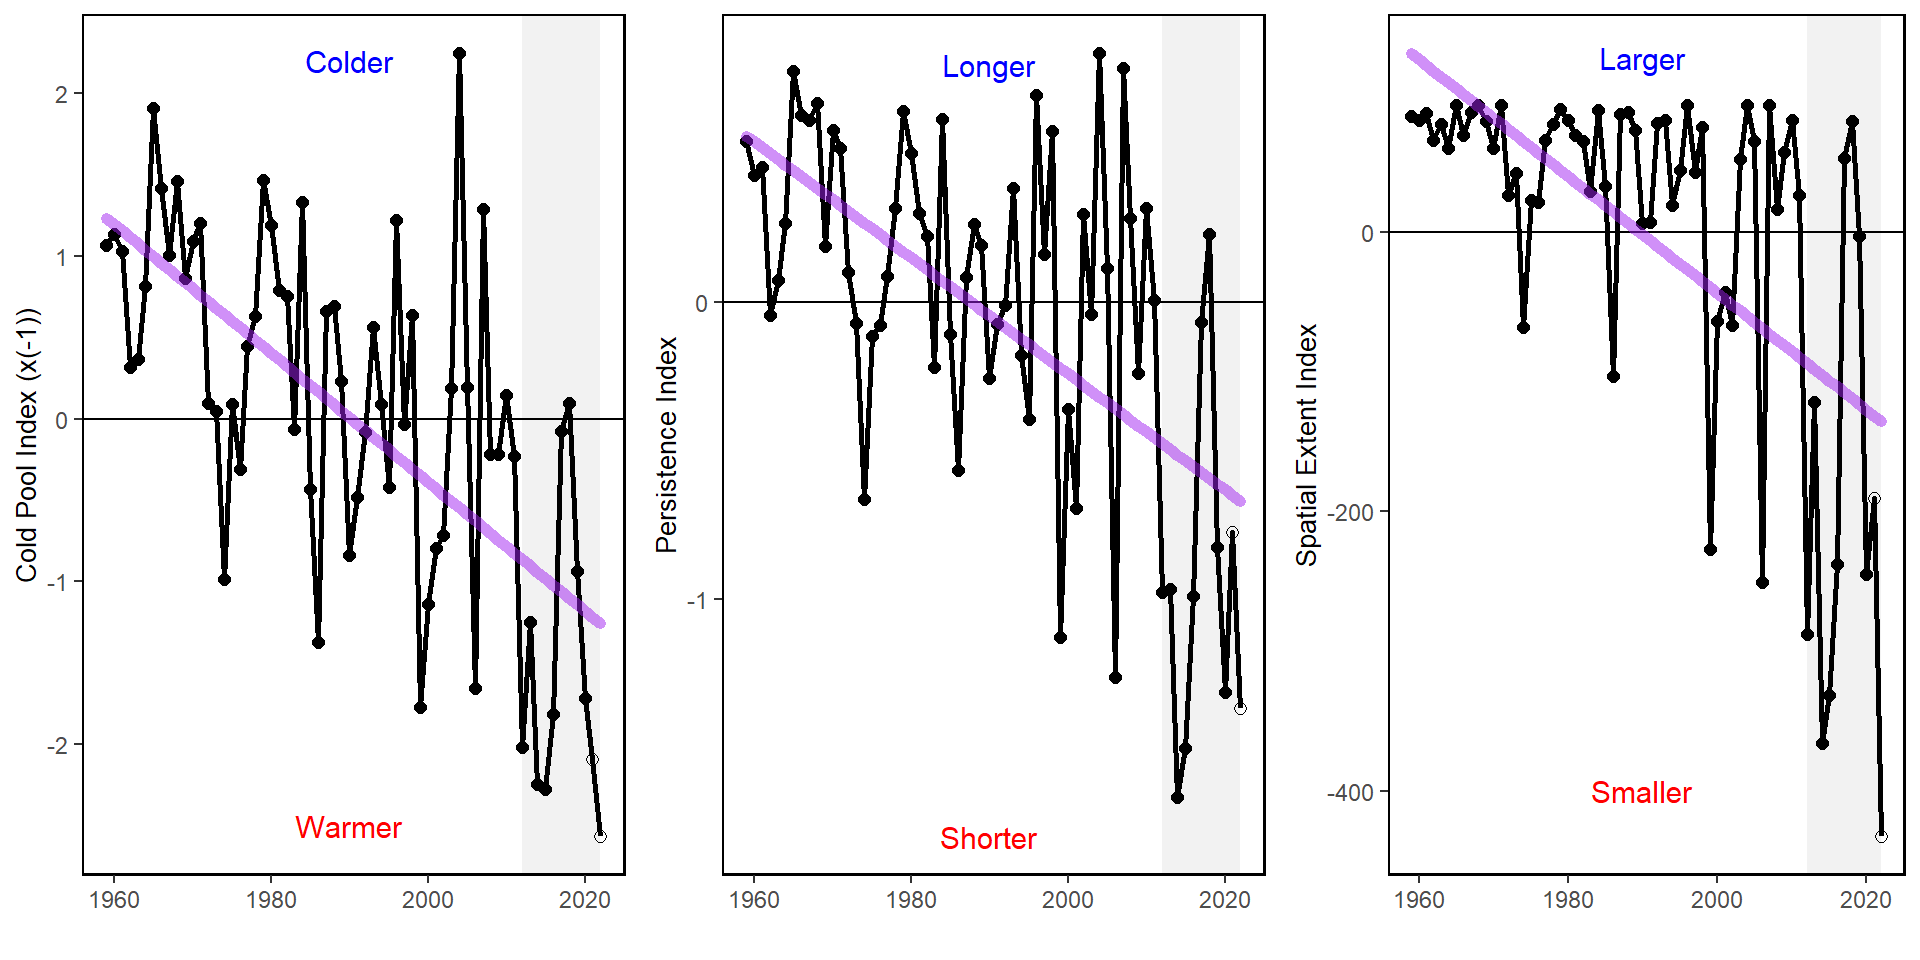 Cold Pool Index (x(-1))
Colder
Warmer
2
1
0
-1
-2
1960 1980 2000 2020
Persistence Index
Longer
Shorter
0
-1
1960 1980 2000 2020
Spatial Extent Index
Larger
Smaller
0
-200
-400
1960 1980 2000 2020